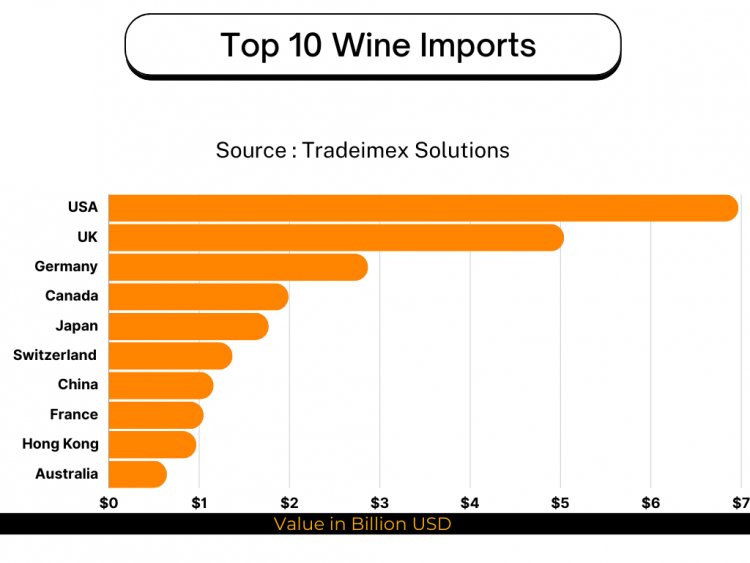 Top 10 Wine Imports
Source : Tradeimex Solutions
USA
UK
Germany
Canada
Japan
Switzerland
China
France
Hong Kong
Australia
$0 $1 $2 $3 $4 $5 $6 $7
Value in Billion USD